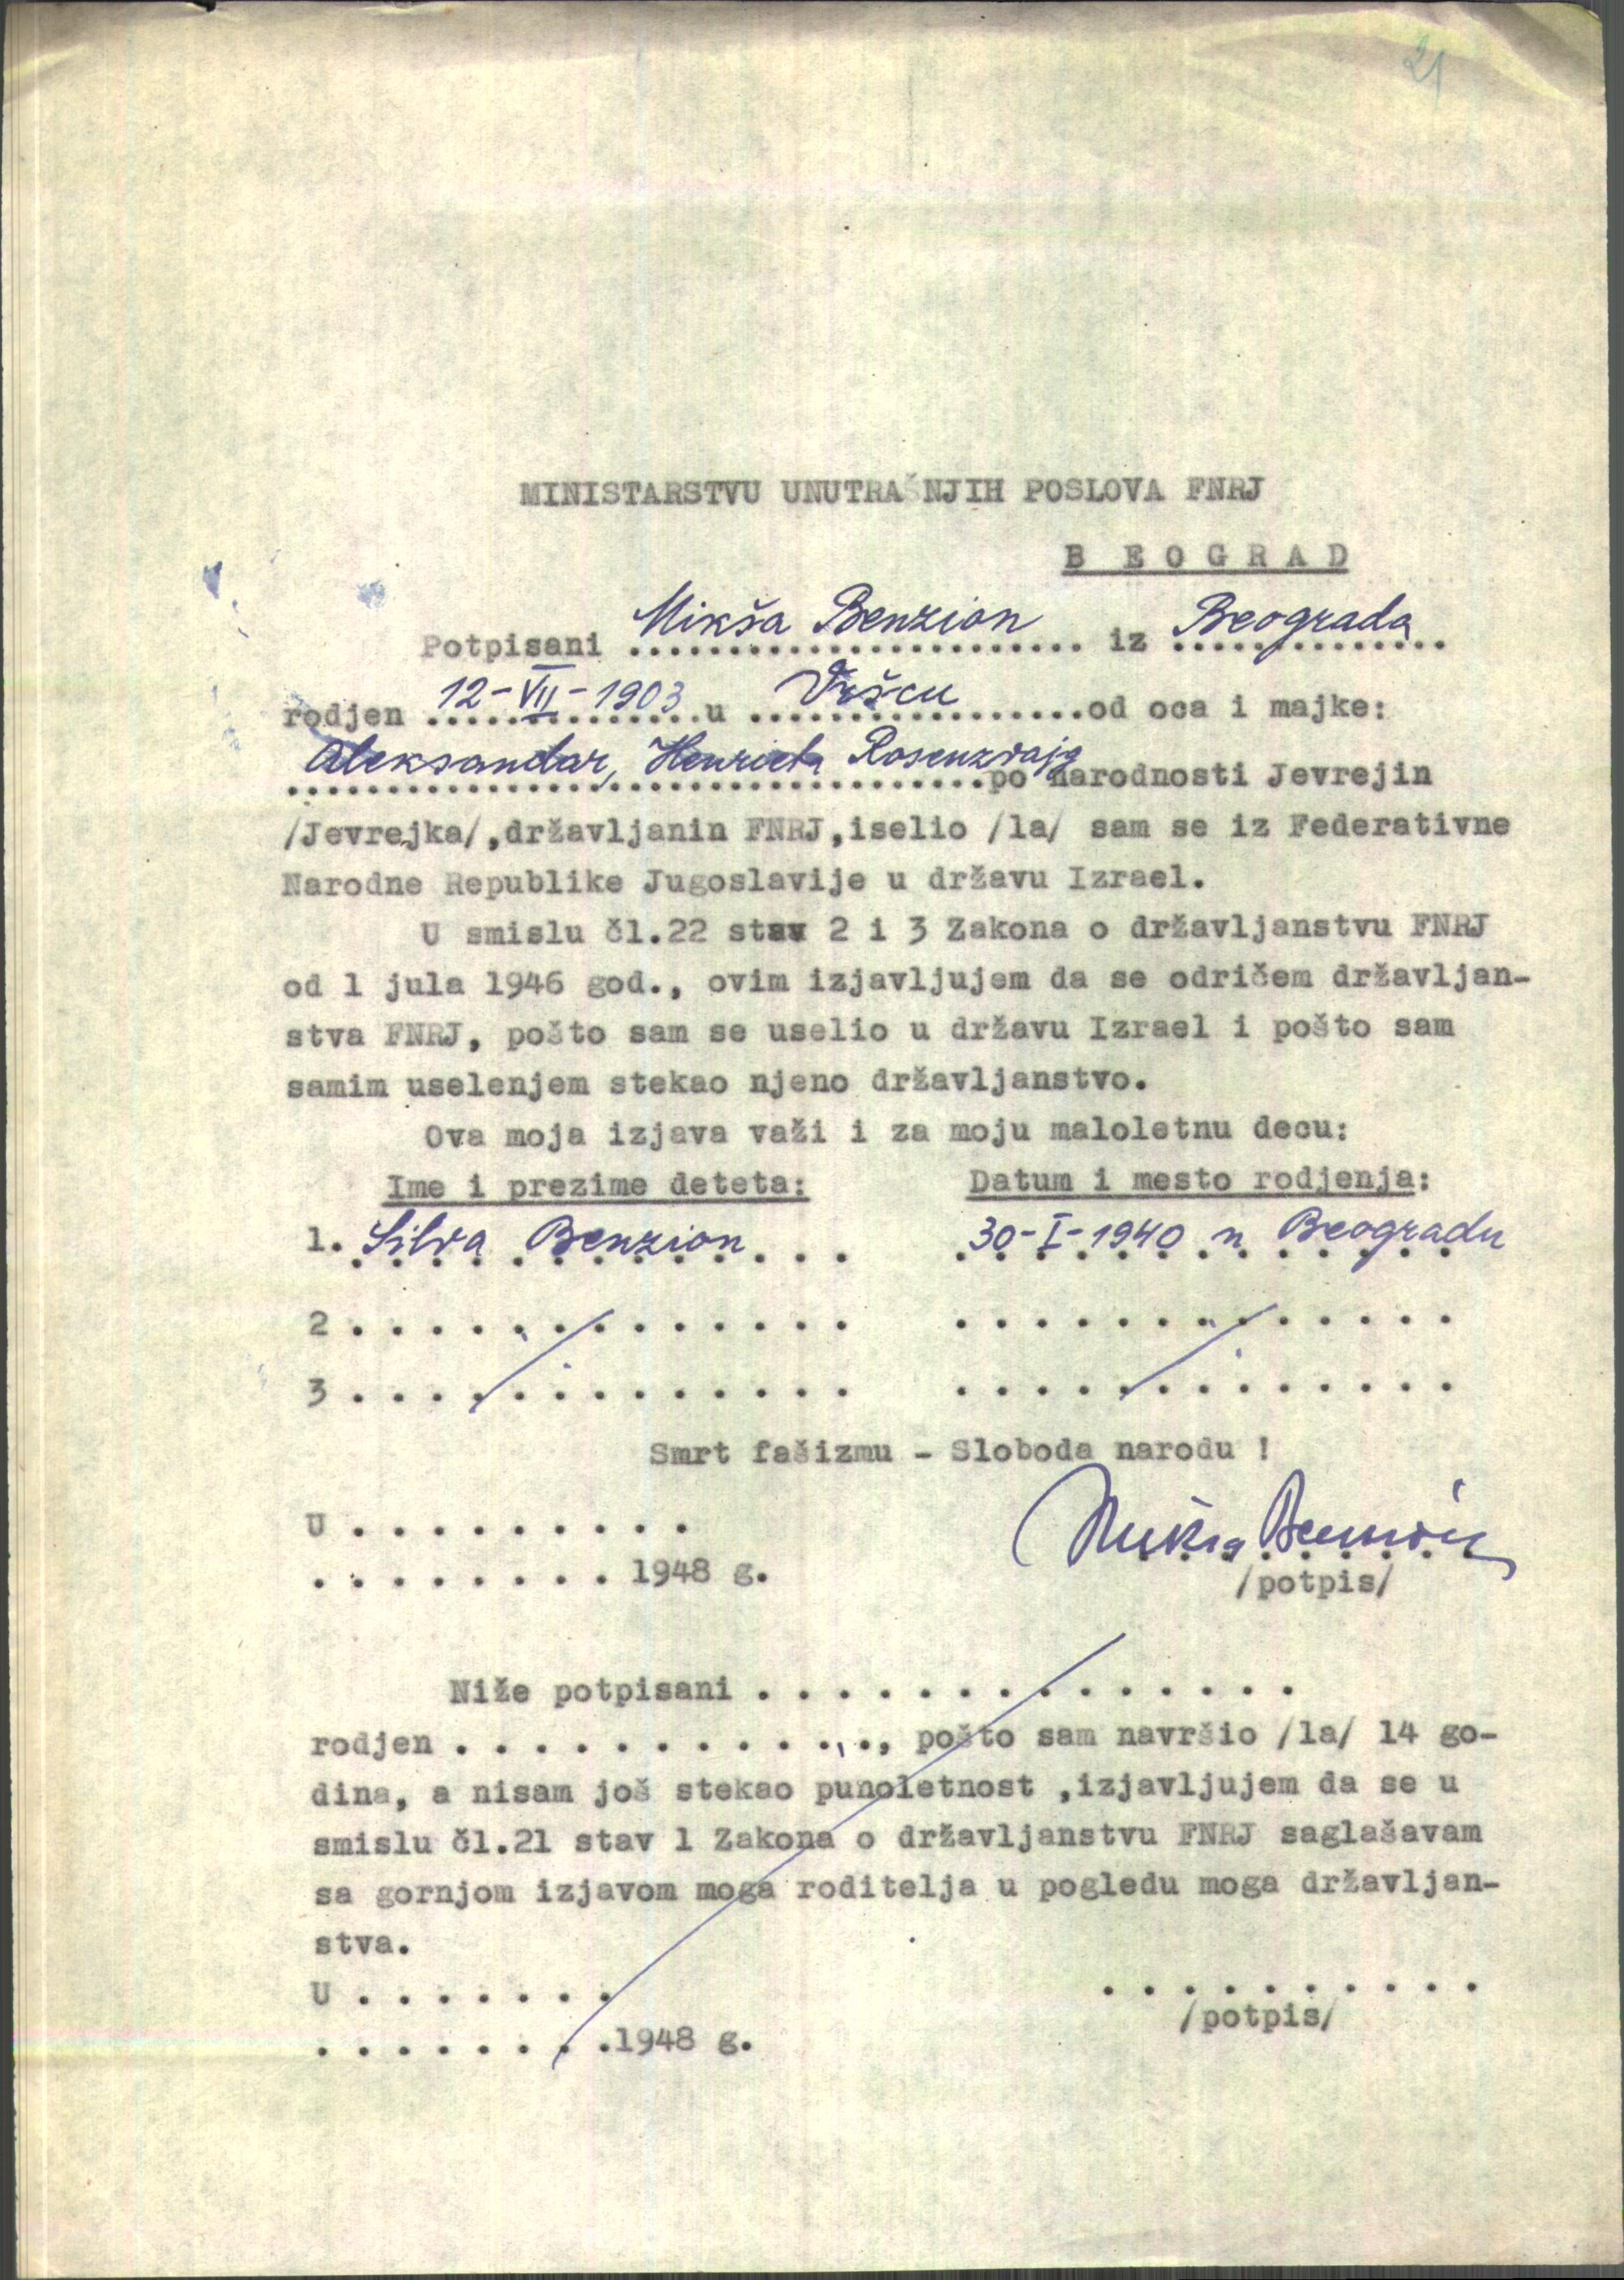 21
MINISTARSTVU UNUTRAŠNJIH POSLOVA FNRJ
B E O G R A D
Potpisani Mikša Benzion iz Beograda
rodjen 12-VII-1903 u Vršcu od oca i majke:
Aleksandar, Henrieta Rosenzvajg po narodnosti Jevrejin
/Jevrejka/,državljanin FNRJ,iselio /la/ sam se iz Federativne
Narodne Republike Jugoslavije u državu Izrael.
U smislu čl.22 stav 2 i 3 Zakona o državljanstvu FNRJ
od 1 jula 1946 god., ovim izjavljujem da se odričem državljan-
stva FNRJ, pošto sam se uselio u državu Izrael i pošto sam
samim uselenjem stekao njeno državljanstvo.
Ova moja izjava važi i za moju maloletnu decu:
Ime i prezime deteta: Datum i mesto rodjenja:
1. Silva Benzion 30-I-1940 u Beogradu
2 . . . . . . . . . . . . . . . . . . . . . . . . . .
3 . . . . . . . . . . . . . . . . . . . . . . . . . .
Smrt fašizmu - Sloboda narodu !
U . . . . . . . . . Mikša Benzion
. . . . . . . . 1948 g. /potpis/
Niže potpisani . . . . . . . . . . . . . .
rodjen . . . . . . . . . . ., pošto sam navršio /la/ 14 go-
dina, a nisam još stekao punoletnost ,izjavljujem da se u
smislu čl.21 stav 1 Zakona o državljanstvu FNRJ saglašavam
sa gornjom izjavom moga roditelja u pogledu moga državljan-
stva.
U . . . . . . . . . . . . . . . . .
. . . . . . . .1948 g. /potpis/